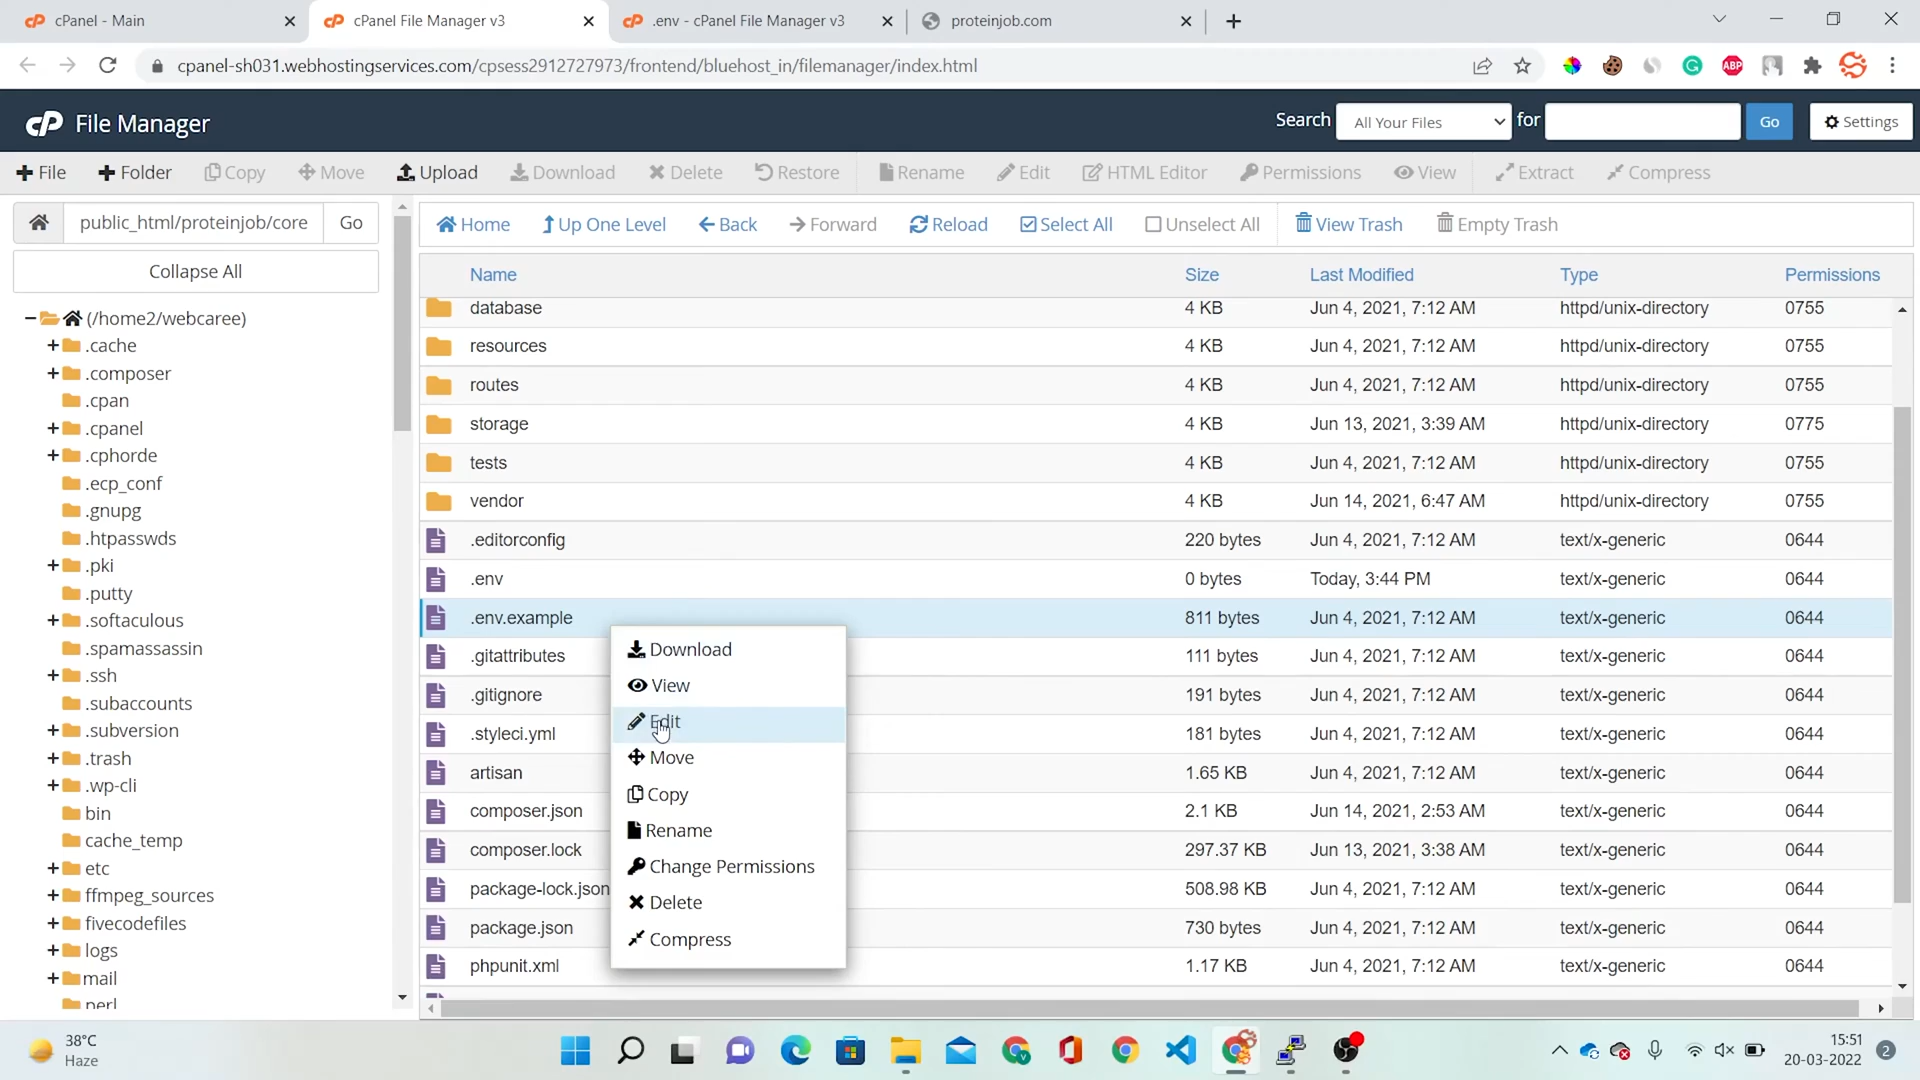 cPanel - Main
cPanel File Manager v3
.env - cPanel File Manager v3
proteinjob.com
cpanel-sh031.webhostingservices.com/cpsess2912727973/frontend/bluehost_in/filemanager/index.html
ABP
cP File Manager
Search All Your Files for Go Settings
File Folder Copy Move Upload Download Delete Restore Rename Edit HTML Editor Permissions View Extract Compress
public_html/proteinjob/core Go
Collapse All
(/home2/webcaree)
.cache
.composer
.cpan
.cpanel
.cphorde
.ecp_conf
.gnupg
.htpasswds
.pki
.putty
.softaculous
.spamassassin
.ssh
.subaccounts
.subversion
.trash
.wp-cli
bin
cache_temp
etc
ffmpeg_sources
fivecodefiles
logs
mail
perl
Home Up One Level Back Forward Reload Select All Unselect All View Trash Empty Trash
Name Size Last Modified Type Permissions
database 4 KB Jun 4, 2021, 7:12 AM httpd/unix-directory 0755
resources 4 KB Jun 4, 2021, 7:12 AM httpd/unix-directory 0755
routes 4 KB Jun 4, 2021, 7:12 AM httpd/unix-directory 0755
storage 4 KB Jun 13, 2021, 3:39 AM httpd/unix-directory 0775
tests 4 KB Jun 4, 2021, 7:12 AM httpd/unix-directory 0755
vendor 4 KB Jun 14, 2021, 6:47 AM httpd/unix-directory 0755
.editorconfig 220 bytes Jun 4, 2021, 7:12 AM text/x-generic 0644
.env 0 bytes Today, 3:44 PM text/x-generic 0644
.env.example 811 bytes Jun 4, 2021, 7:12 AM text/x-generic 0644
.gitattributes 111 bytes Jun 4, 2021, 7:12 AM text/x-generic 0644
.gitignore 191 bytes Jun 4, 2021, 7:12 AM text/x-generic 0644
.styleci.yml 181 bytes Jun 4, 2021, 7:12 AM text/x-generic 0644
artisan 1.65 KB Jun 4, 2021, 7:12 AM text/x-generic 0644
composer.json 2.1 KB Jun 14, 2021, 2:53 AM text/x-generic 0644
composer.lock 297.37 KB Jun 13, 2021, 3:38 AM text/x-generic 0644
package-lock.json 508.98 KB Jun 4, 2021, 7:12 AM text/x-generic 0644
package.json 730 bytes Jun 4, 2021, 7:12 AM text/x-generic 0644
phpunit.xml 1.17 KB Jun 4, 2021, 7:12 AM text/x-generic 0644
Download
View
Edit
Move
Copy
Rename
Change Permissions
Delete
Compress
38°C
Haze
15:51
20-03-2022
2